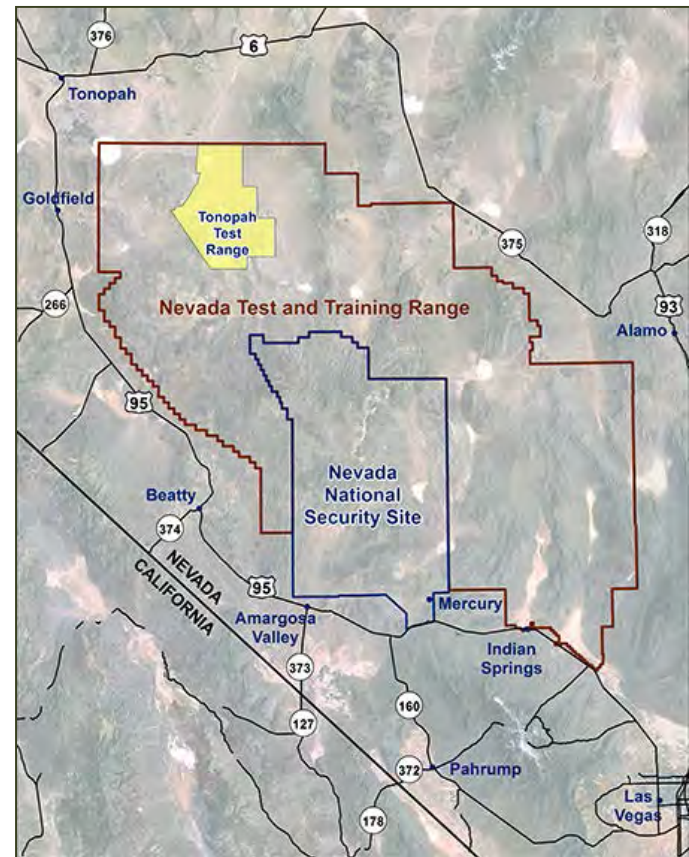 376
6
Tonopah
Goldfield
Tonopah
Test
Range
375
318
266
Nevada Test and Training Range
93
Alamo
95
Nevada
National
Security Site
Beatty
374
NEVADA
CALIFORNIA
95
Mercury
Amargosa
Valley
Indian
Springs
373
160
127
372
Pahrump
178
Las
Vegas